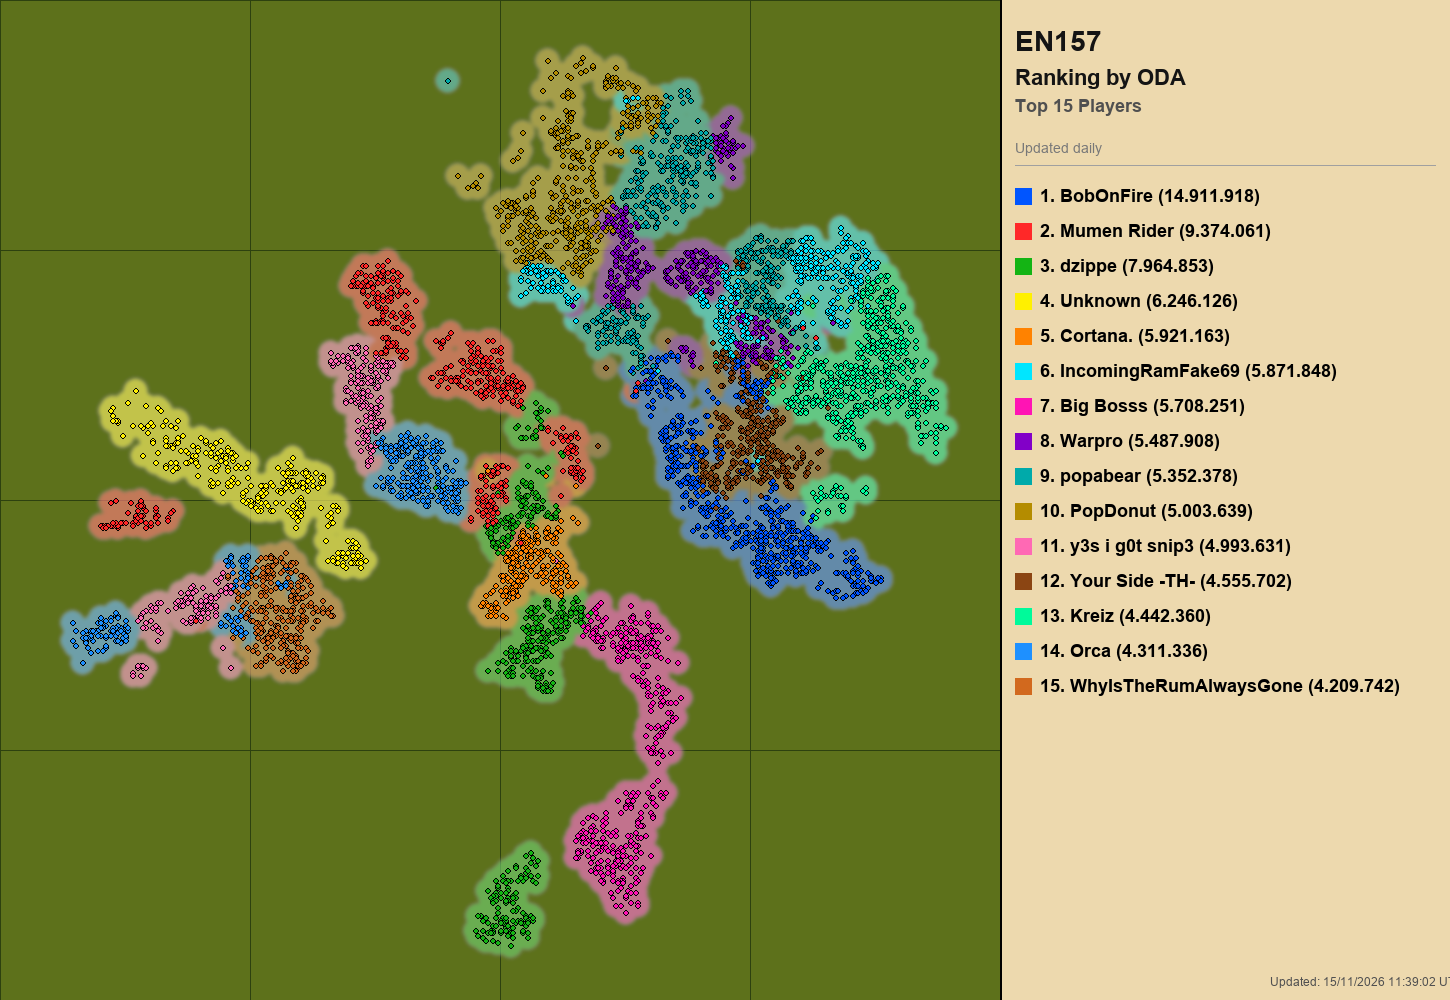 EN157
Ranking by ODA
Top 15 Players
Updated daily
1. BobOnFire (14.911.918)
2. Mumen Rider (9.374.061)
3. dzippe (7.964.853)
4. Unknown (6.246.126)
5. Cortana. (5.921.163)
6. IncomingRamFake69 (5.871.848)
7. Big Bosss (5.708.251)
8. Warpro (5.487.908)
9. popabear (5.352.378)
10. PopDonut (5.003.639)
11. y3s i g0t snip3 (4.993.631)
12. Your Side -TH- (4.555.702)
13. Kreiz (4.442.360)
14. Orca (4.311.336)
15. WhyIsTheRumAlwaysGone (4.209.742)
Updated: 15/11/2026 11:39:02 U